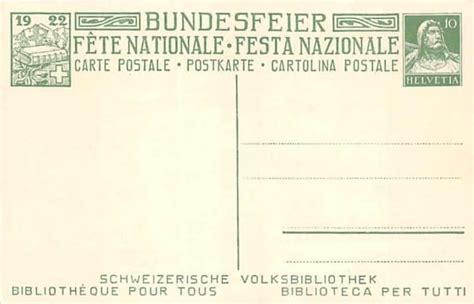 1922
BUNDESFEIER
FÊTE NATIONALE · FESTA NAZIONALE
CARTE POSTALE · POSTKARTE · CARTOLINA POSTALE
10
HELVETIA
SCHWEIZERISCHE VOLKSBIBLIOTHEK
BIBLIOTHÈQUE POUR TOUS BIBLIOTECA PER TUTTI